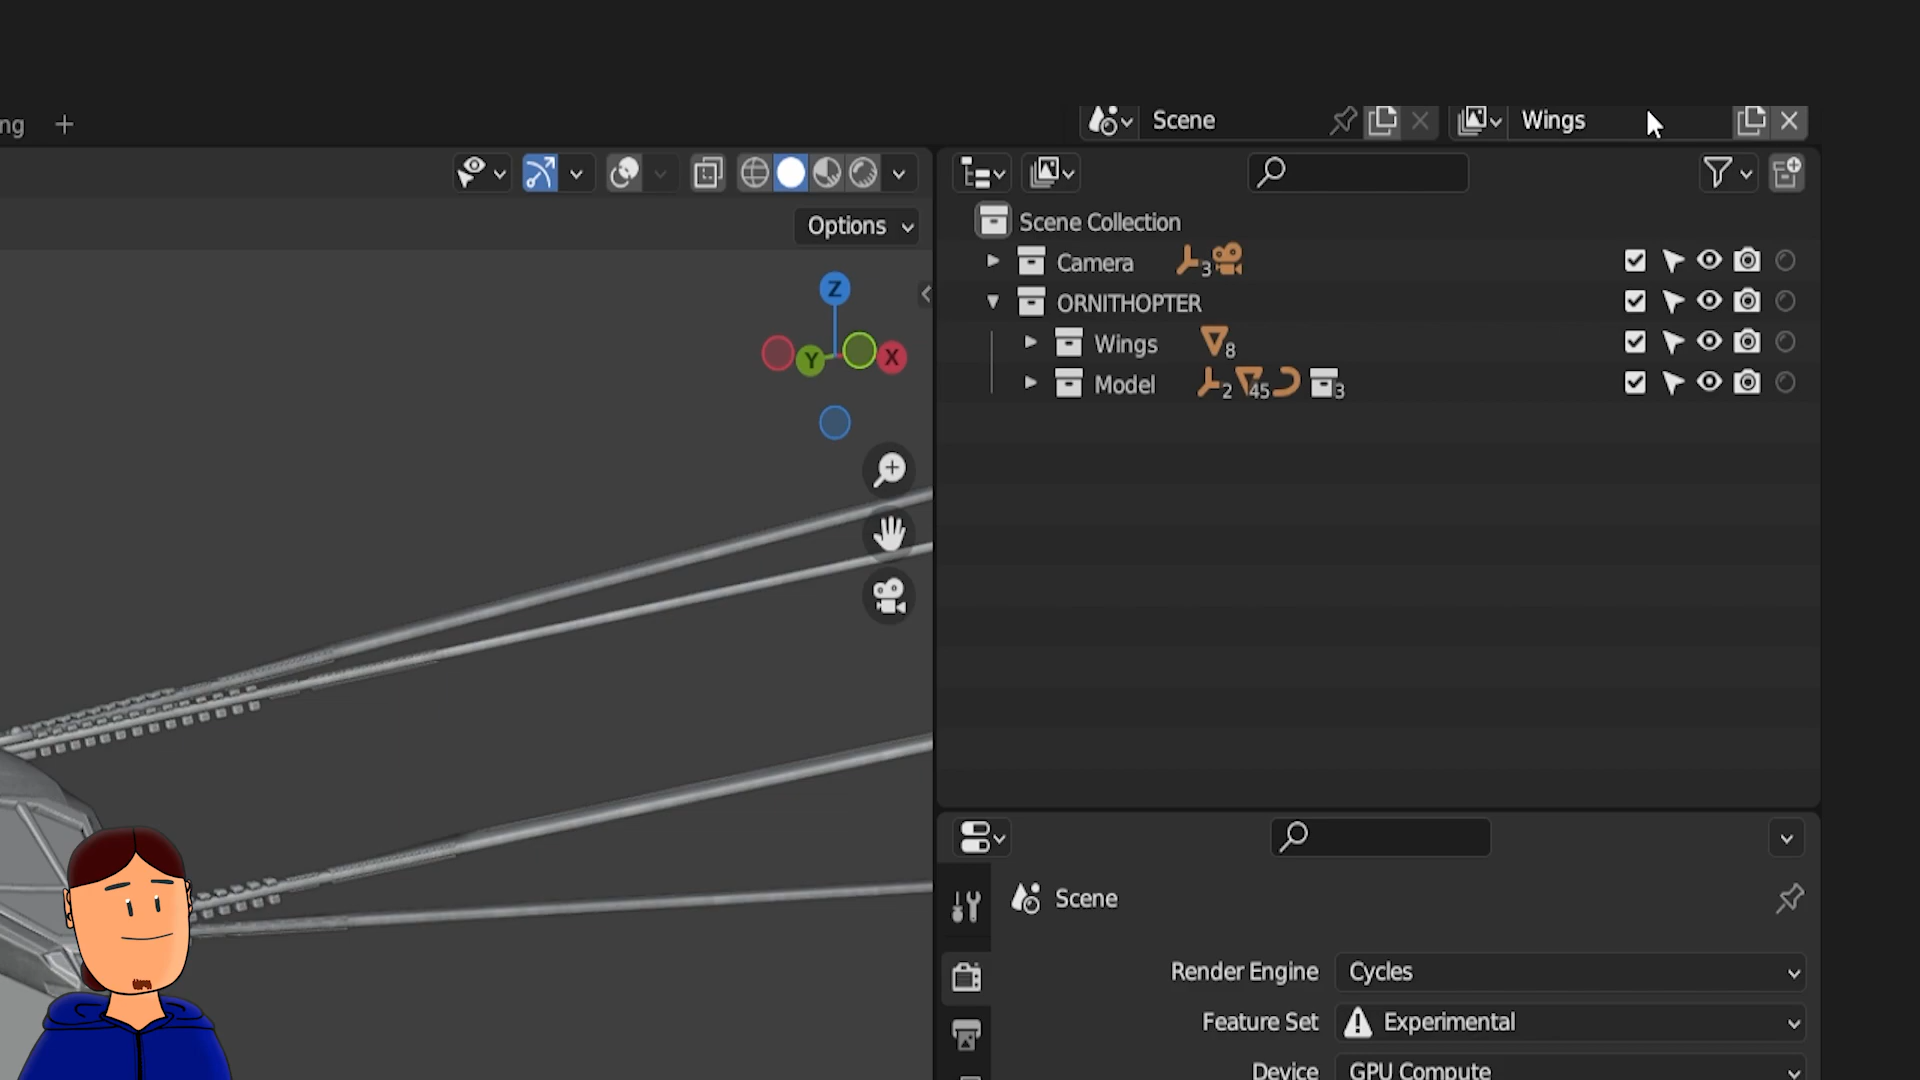 ng +
Scene
Wings
Options
Z
Y
X
Scene Collection
Camera 3
ORNITHOPTER
Wings 8
Model 2 45 3
Scene
Render Engine Cycles
Feature Set Experimental
Device GPU Compute